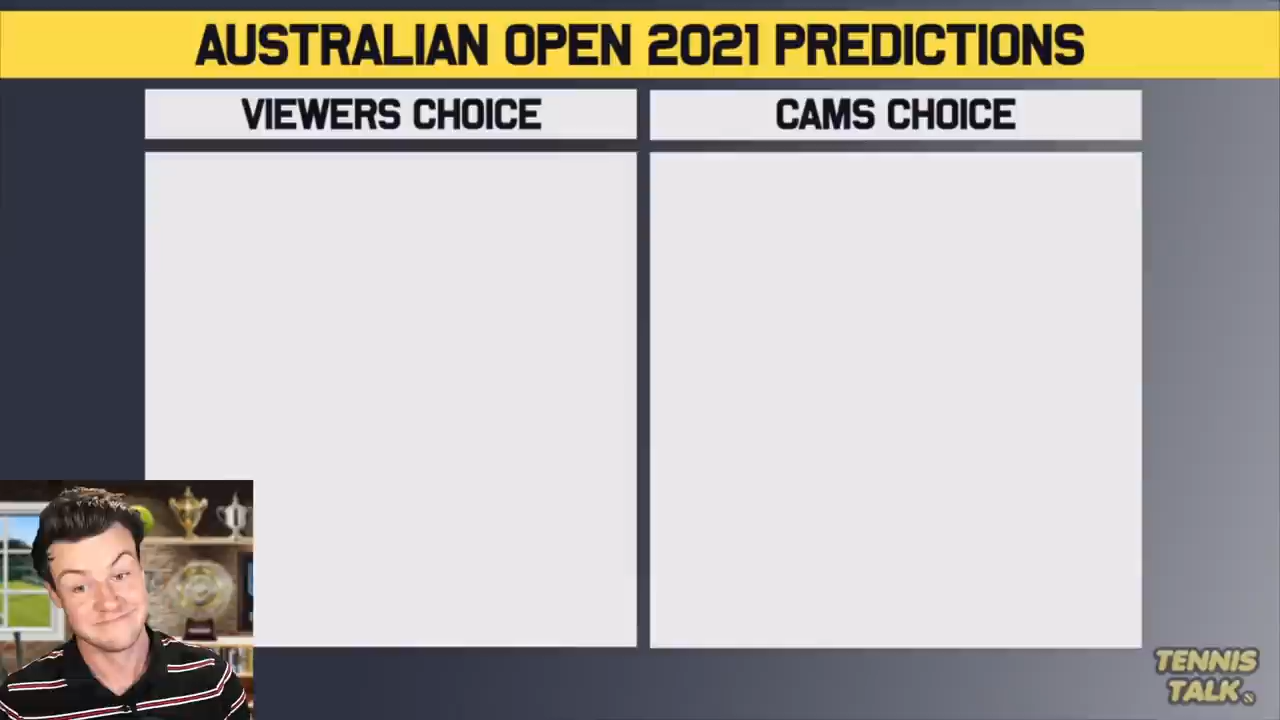 AUSTRALIAN OPEN 2021 PREDICTIONS
VIEWERS CHOICE
CAMS CHOICE
TENNIS
TALK